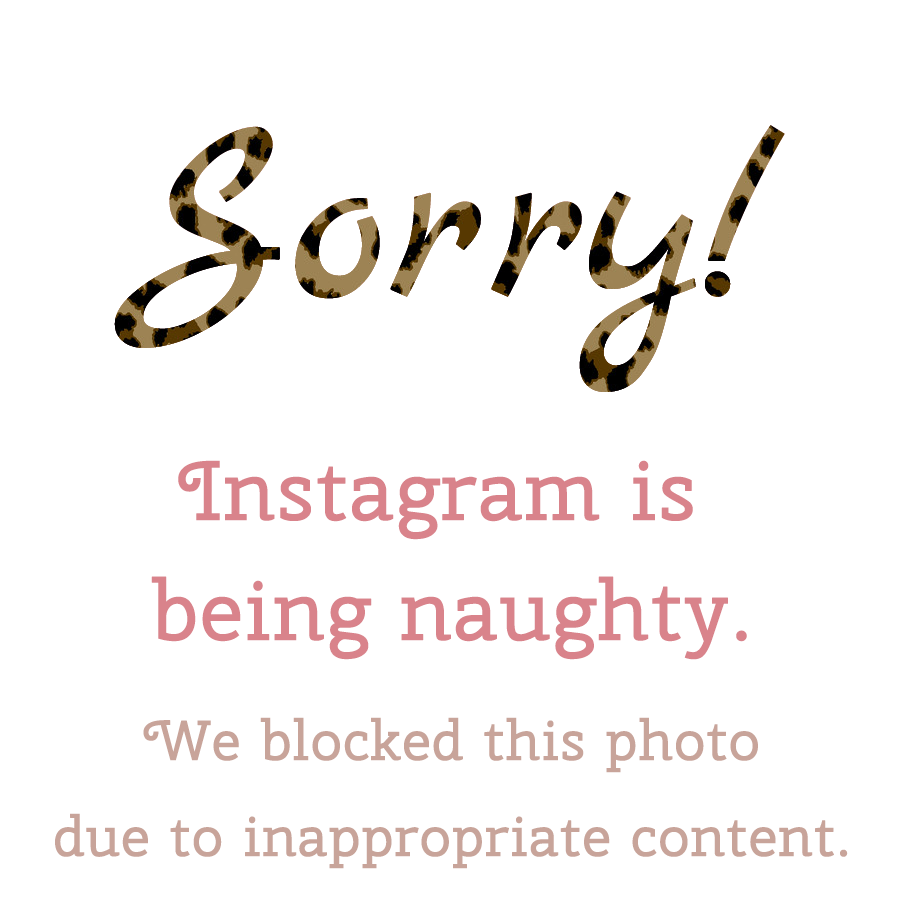 Sorry!
Instagram is
being naughty.
We blocked this photo
due to inappropriate content.